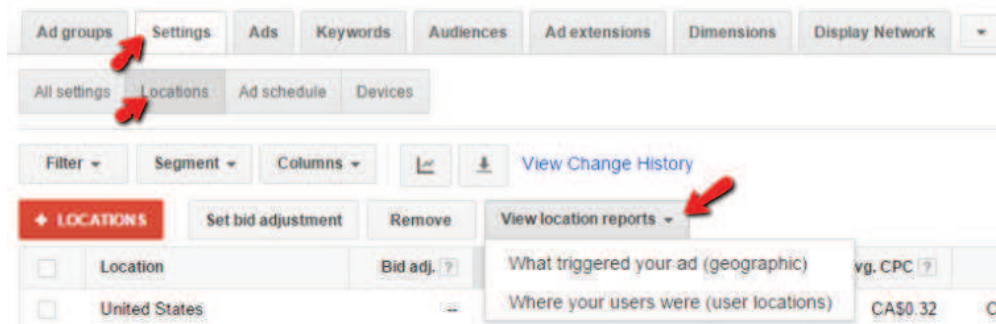 Ad groups Settings Ads Keywords Audiences Ad extensions Dimensions Display Network
All settings Locations Ad schedule Devices
Filter Segment Columns View Change History
+ LOCATIONS Set bid adjustment Remove View location reports
Location Bid adj. ? What triggered your ad (geographic) vg. CPC ?
United States -- Where your users were (user locations) CA$0.32 C